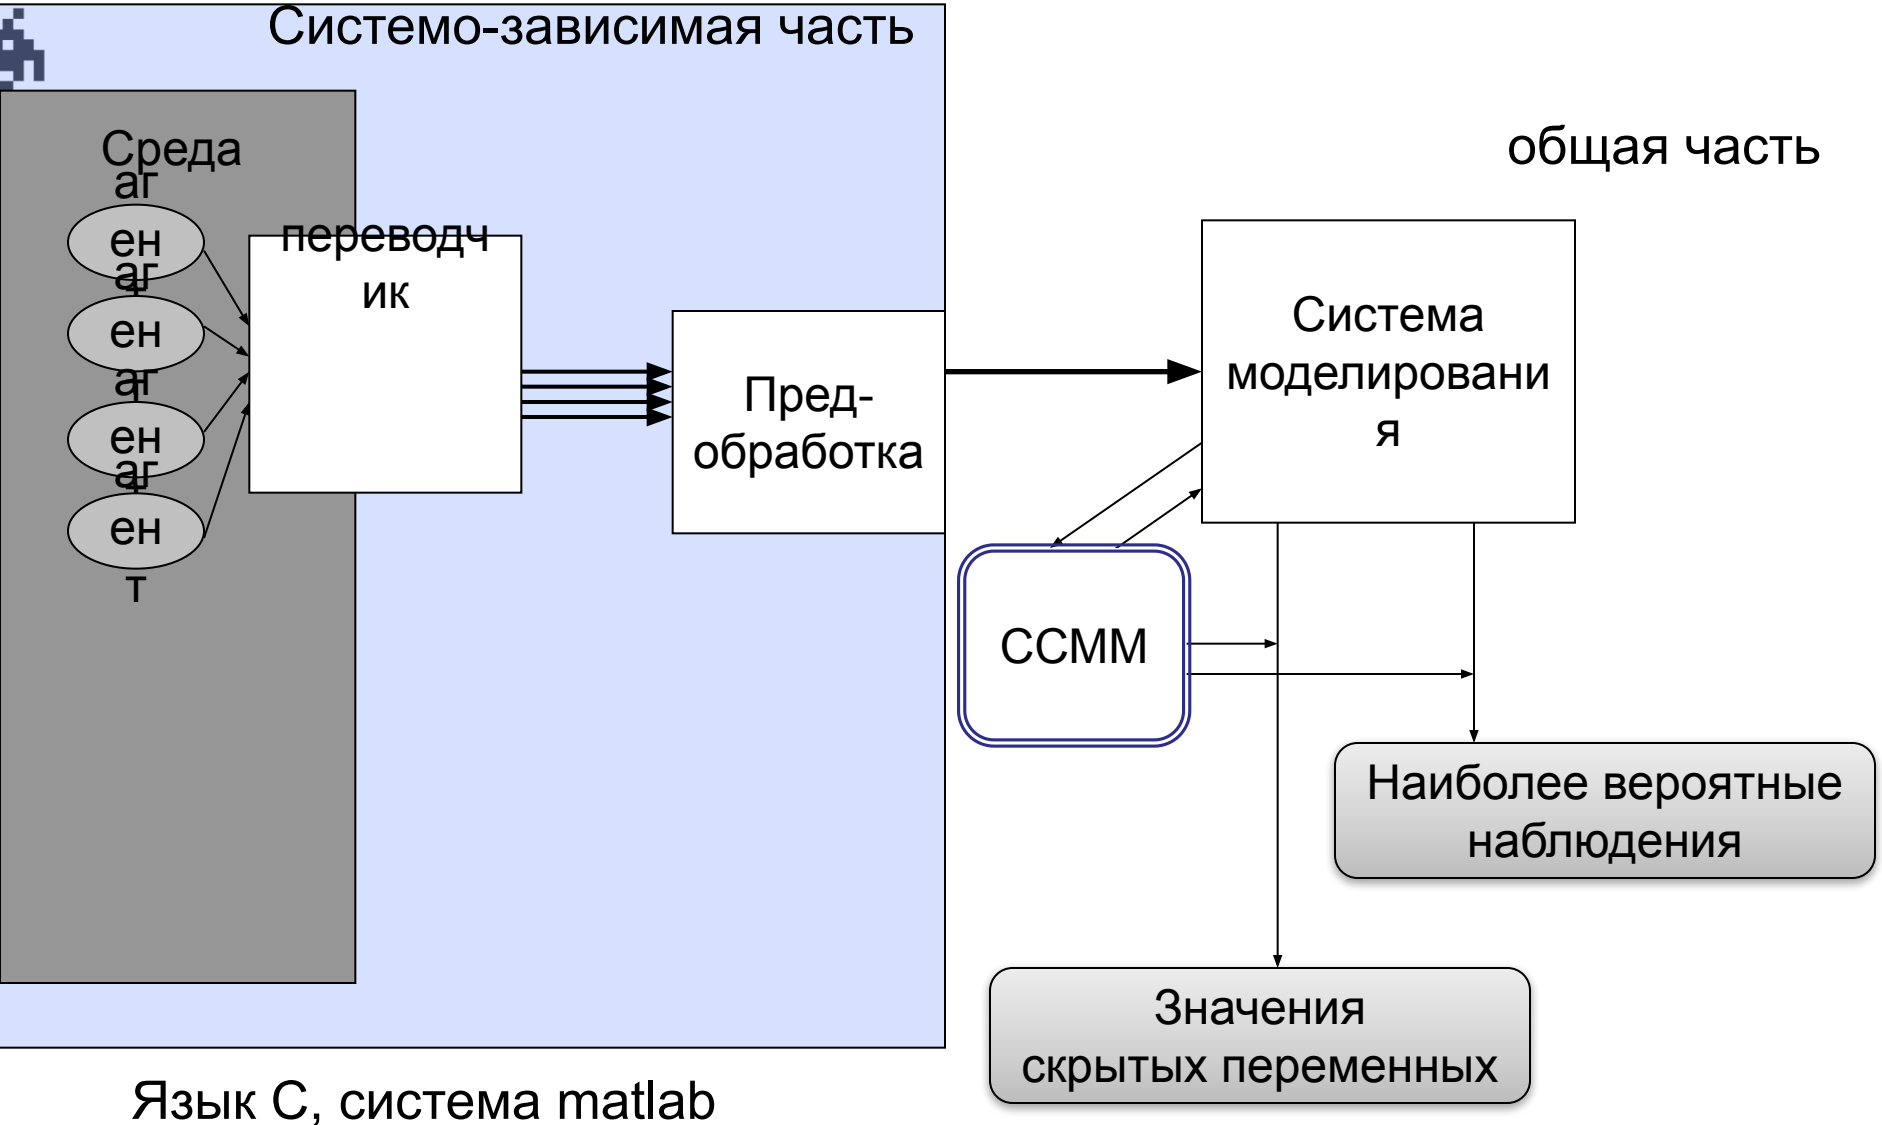 Системо-зависимая часть
Среда
аг
ен
т
аг
ен
т
аг
ен
т
аг
ен
т
переводч
ик
Пред-
обработка
общая часть
Система
моделировани
я
ССММ
Наиболее вероятные
наблюдения
Значения
скрытых переменных
Язык С, система matlab